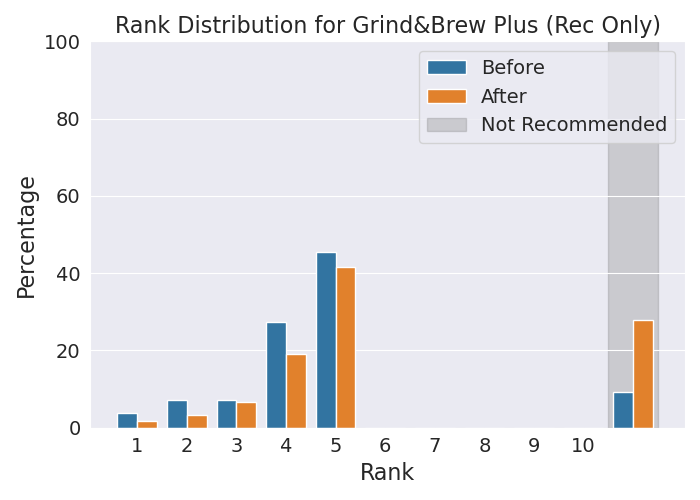 Rank Distribution for Grind&Brew Plus (Rec Only)
100
80
60
40
20
0
Percentage
Before
After
Not Recommended
1 2 3 4 5 6 7 8 9 10
Rank